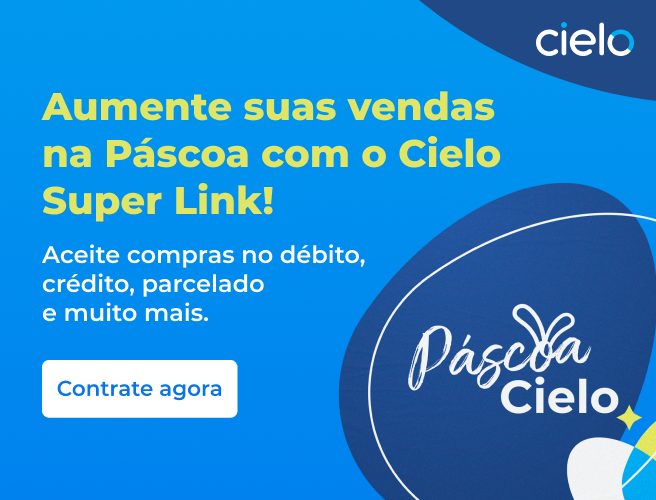 cielo
Aumente suas vendas
na Páscoa com o Cielo
Super Link!
Aceite compras no débito,
crédito, parcelado
e muito mais.
Contrate agora
Páscoa
Cielo